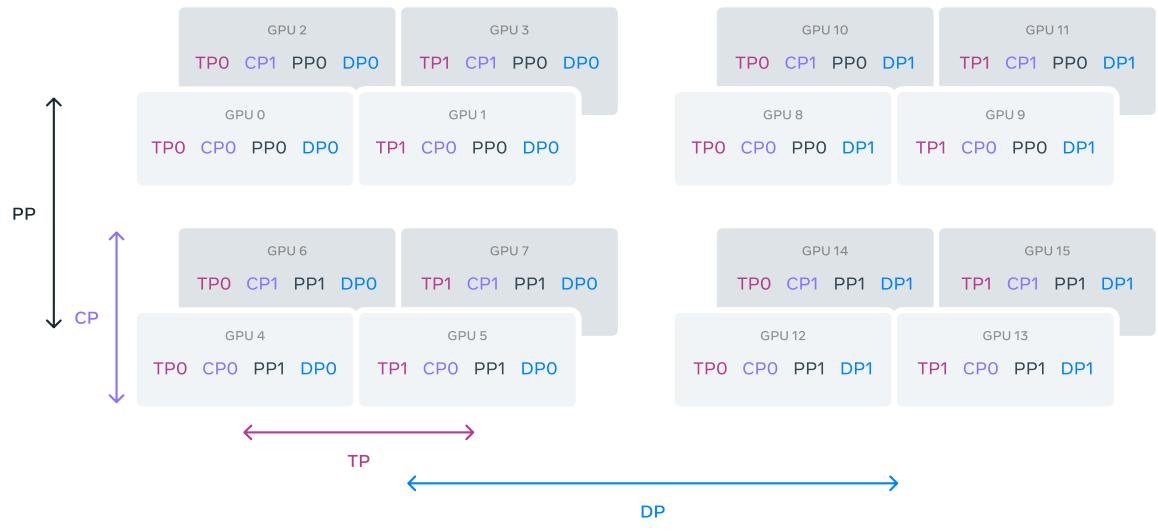 GPU 2 GPU 3 GPU 10 GPU 11
TP0 CP1 PP0 DP0 TP1 CP1 PP0 DP0 TP0 CP1 PP0 DP1 TP1 CP1 PP0 DP1
GPU 0 GPU 1 GPU 8 GPU 9
TP0 CP0 PP0 DP0 TP1 CP0 PP0 DP0 TP0 CP0 PP0 DP1 TP1 CP0 PP0 DP1
PP
GPU 6 GPU 7 GPU 14 GPU 15
TP0 CP1 PP1 DP0 TP1 CP1 PP1 DP0 TP0 CP1 PP1 DP1 TP1 CP1 PP1 DP1
CP
GPU 4 GPU 5 GPU 12 GPU 13
TP0 CP0 PP1 DP0 TP1 CP0 PP1 DP0 TP0 CP0 PP1 DP1 TP1 CP0 PP1 DP1
TP
DP